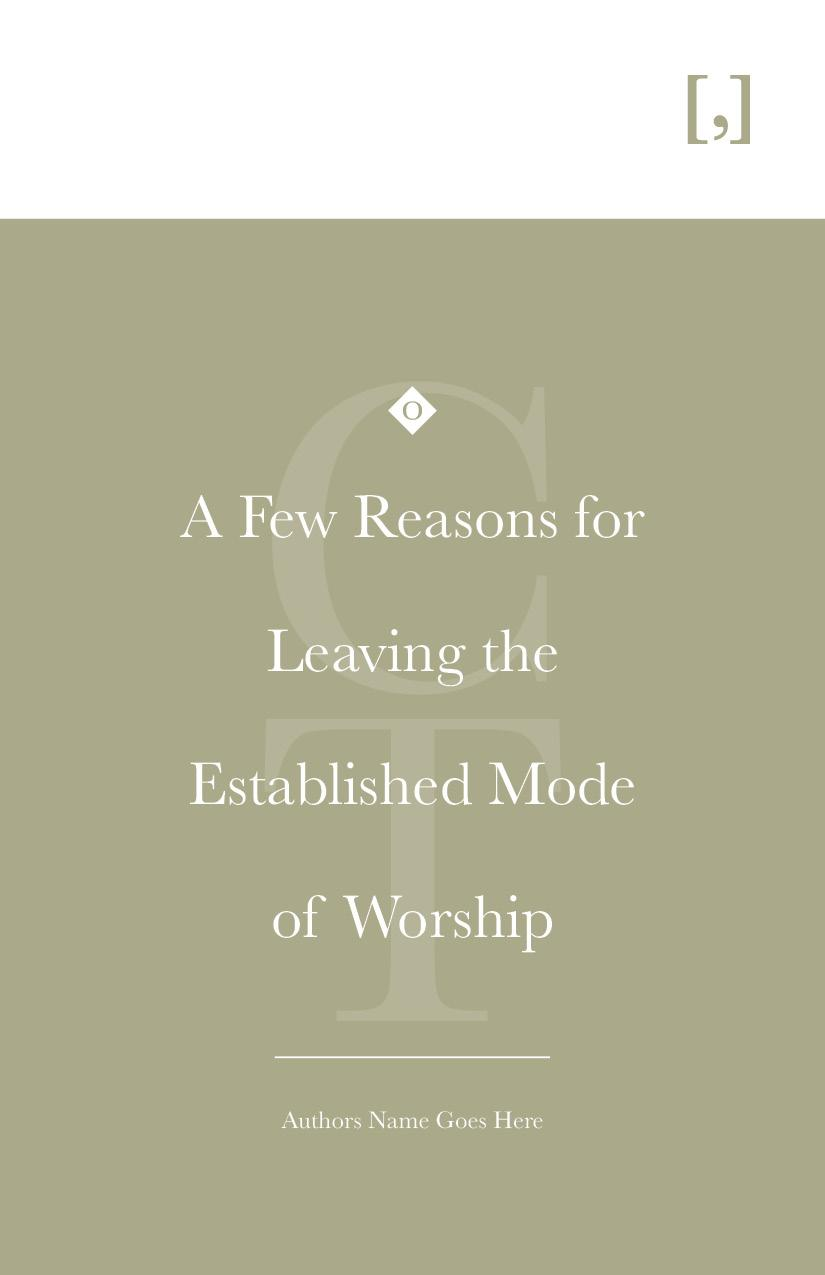 [,]
C
O
A Few Reasons for
Leaving the
Established Mode
T
of Worship
Authors Name Goes Here